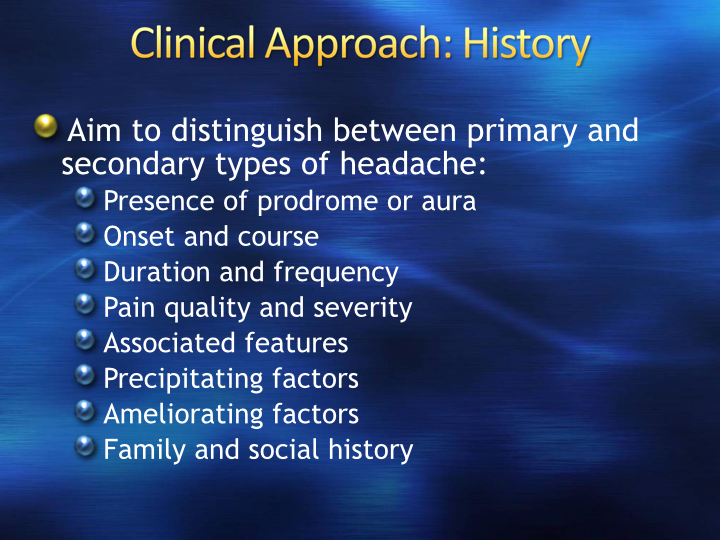 Clinical Approach: History
Aim to distinguish between primary and
secondary types of headache:
Presence of prodrome or aura
Onset and course
Duration and frequency
Pain quality and severity
Associated features
Precipitating factors
Ameliorating factors
Family and social history